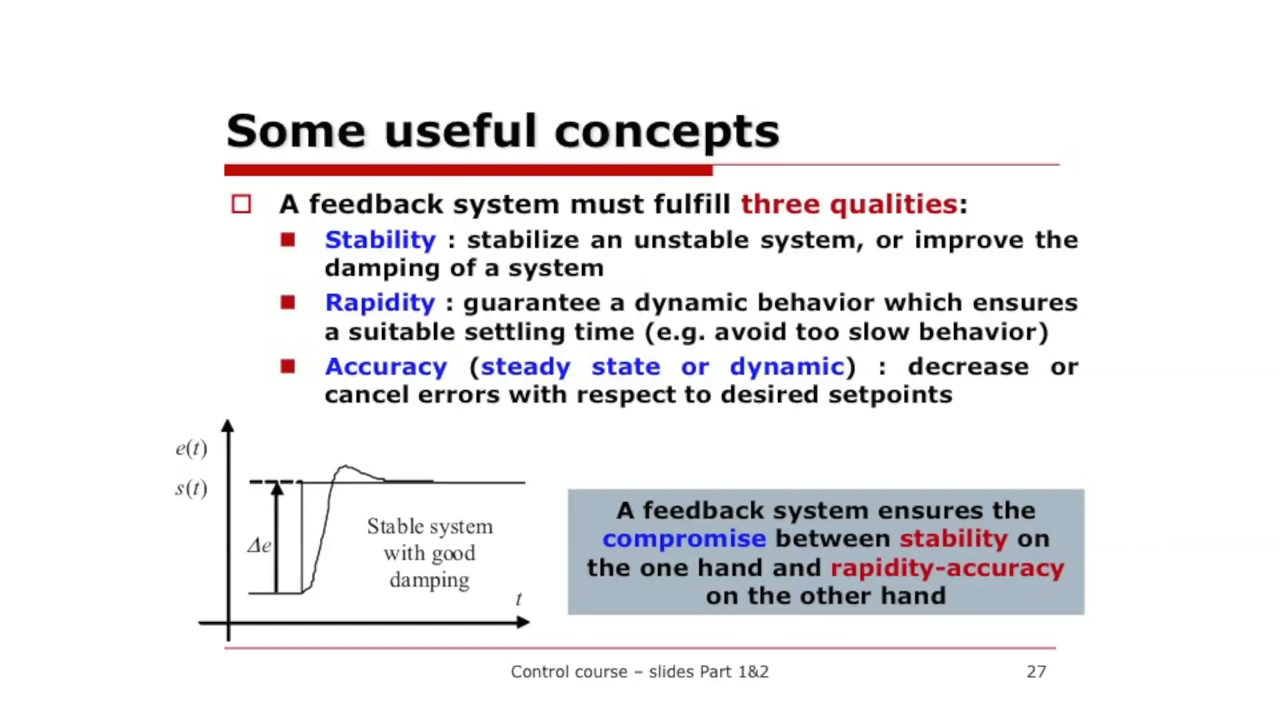 Some useful concepts
A feedback system must fulfill three qualities:
Stability : stabilize an unstable system, or improve the
damping of a system
Rapidity : guarantee a dynamic behavior which ensures
a suitable settling time (e.g. avoid too slow behavior)
Accuracy (steady state or dynamic) : decrease or
cancel errors with respect to desired setpoints
e(t)
s(t)
Δe
Stable system
with good
damping
t
A feedback system ensures the
compromise between stability on
the one hand and rapidity-accuracy
on the other hand
Control course – slides Part 1&2
27